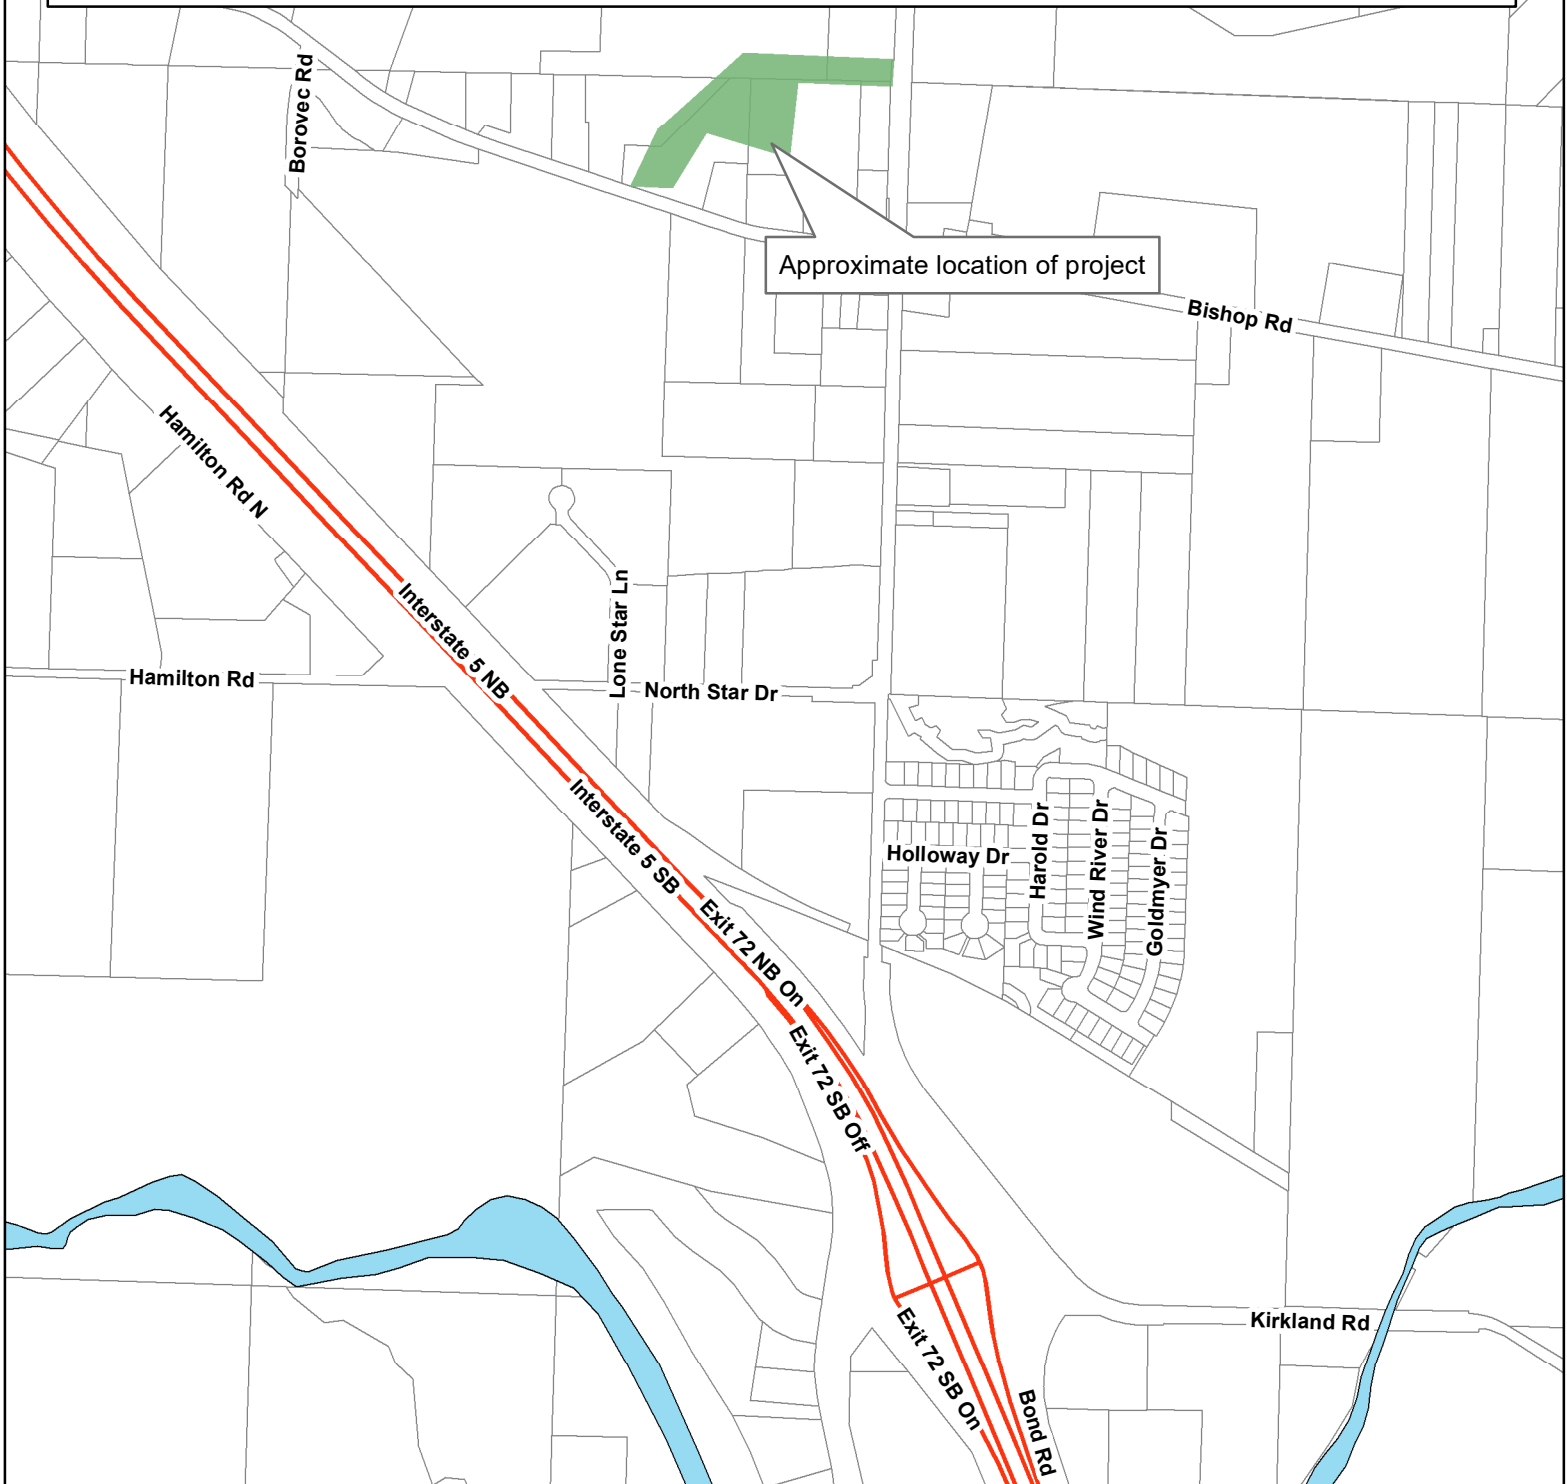 Borovec Rd
Approximate location of project
Bishop Rd
Hamilton Rd N
Interstate 5 NB
Lone Star Ln
Hamilton Rd
North Star Dr
Interstate 5 SB
Holloway Dr
Harold Dr
Wind River Dr
Goldmyer Dr
Exit 72 NB On
Exit 72 SB Off
Kirkland Rd
Exit 72 SB On
Bond Rd